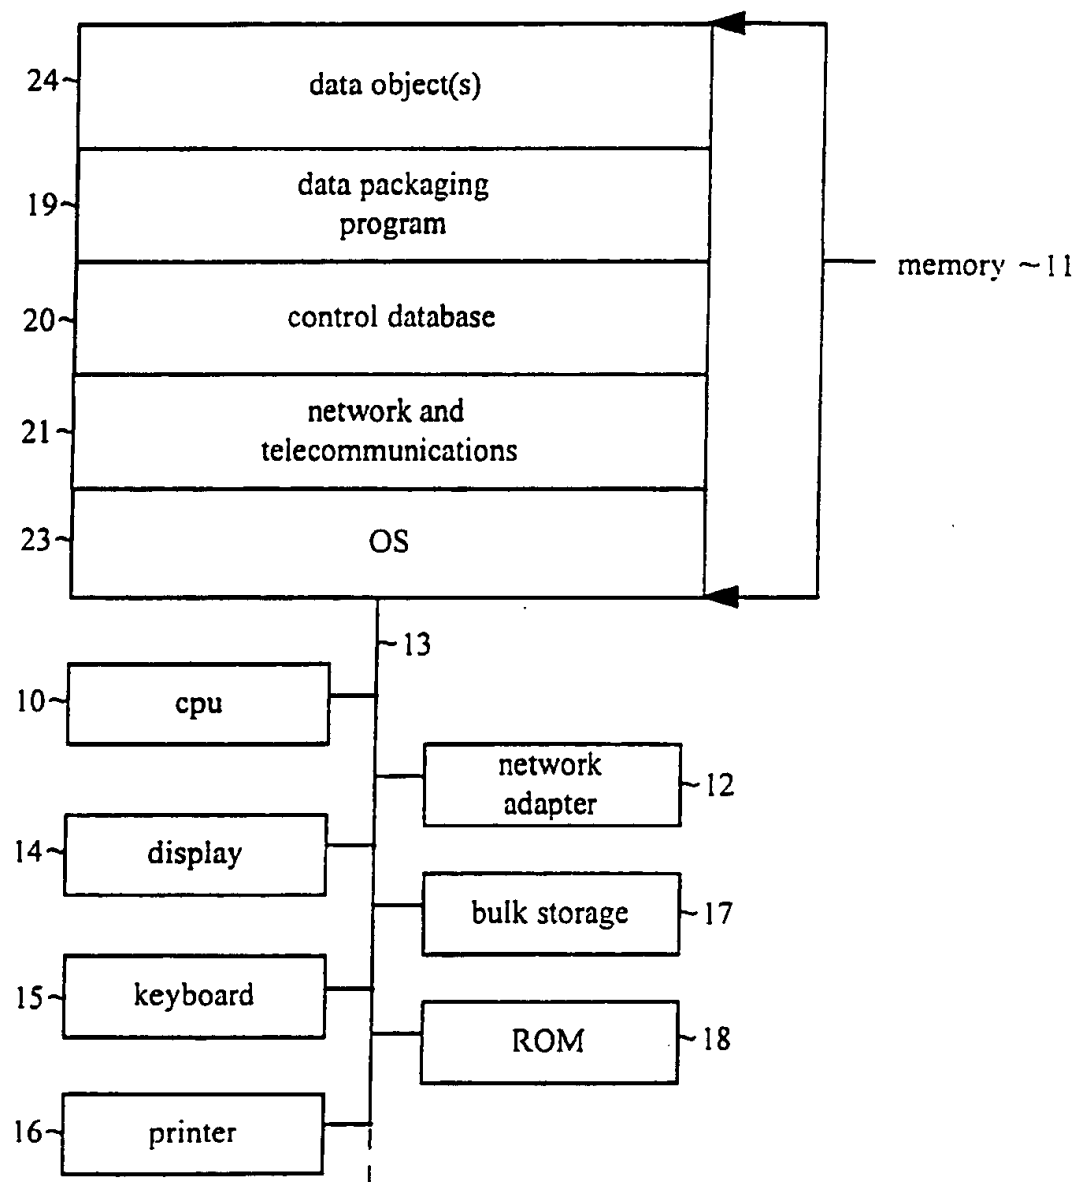 24~ data object(s)
19~ data packaging
program
memory ~11
20~ control database
21~ network and
telecommunications
23~ OS
~13
10~ cpu
network
adapter ~12
14~ display
bulk storage ~17
15~ keyboard
ROM ~18
16~ printer